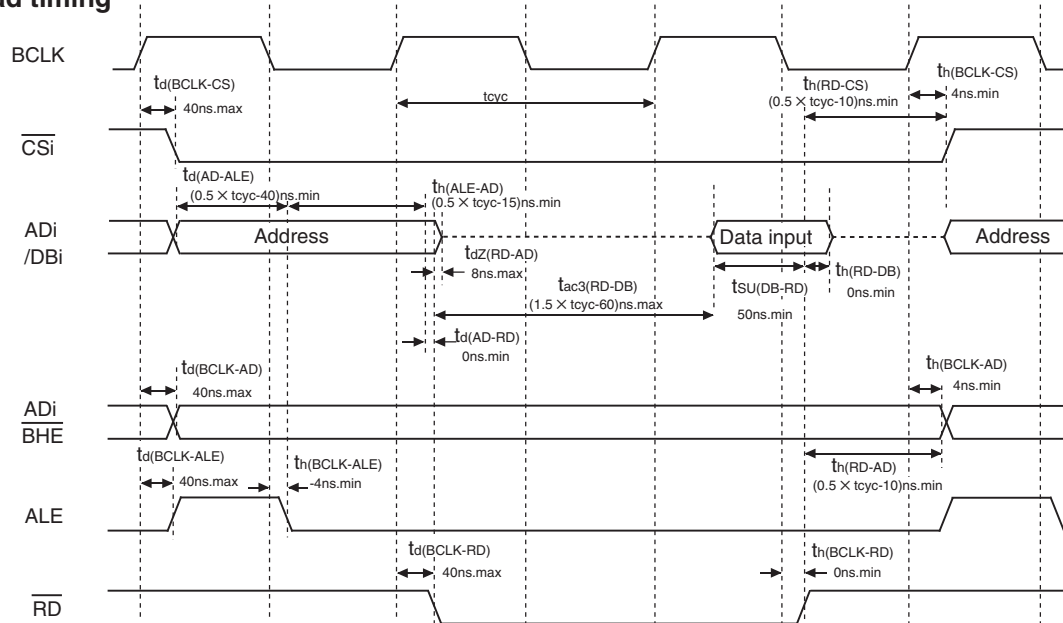 ad timing
BCLK
td(BCLK-CS)
40ns.max
tcyc
th(RD-CS)
(0.5 × tcyc-10)ns.min
th(BCLK-CS)
4ns.min
CSi
td(AD-ALE)
(0.5 × tcyc-40)ns.min
th(ALE-AD)
(0.5 × tcyc-15)ns.min
ADi
/DBi
Address
Data input
Address
tdZ(RD-AD)
8ns.max
tac3(RD-DB)
(1.5 × tcyc-60)ns.max
tSU(DB-RD)
50ns.min
th(RD-DB)
0ns.min
td(AD-RD)
0ns.min
td(BCLK-AD)
40ns.max
th(BCLK-AD)
4ns.min
ADi
BHE
td(BCLK-ALE)
40ns.max
th(BCLK-ALE)
-4ns.min
th(RD-AD)
(0.5 × tcyc-10)ns.min
ALE
td(BCLK-RD)
40ns.max
th(BCLK-RD)
0ns.min
RD